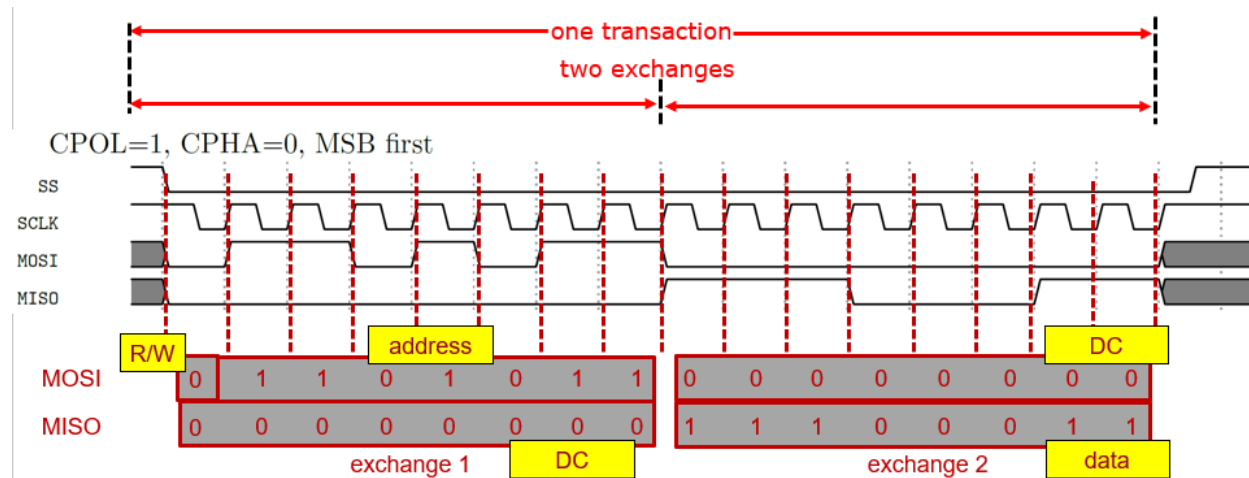 one transaction
two exchanges
CPOL=1, CPHA=0, MSB first
SS
SCLK
MOSI
MISO
R/W address DC
MOSI 0 1 1 0 1 0 1 1 0 0 0 0 0 0 0 0
MISO 0 0 0 0 0 0 0 0 1 1 1 0 0 0 1 1
exchange 1 DC exchange 2 data